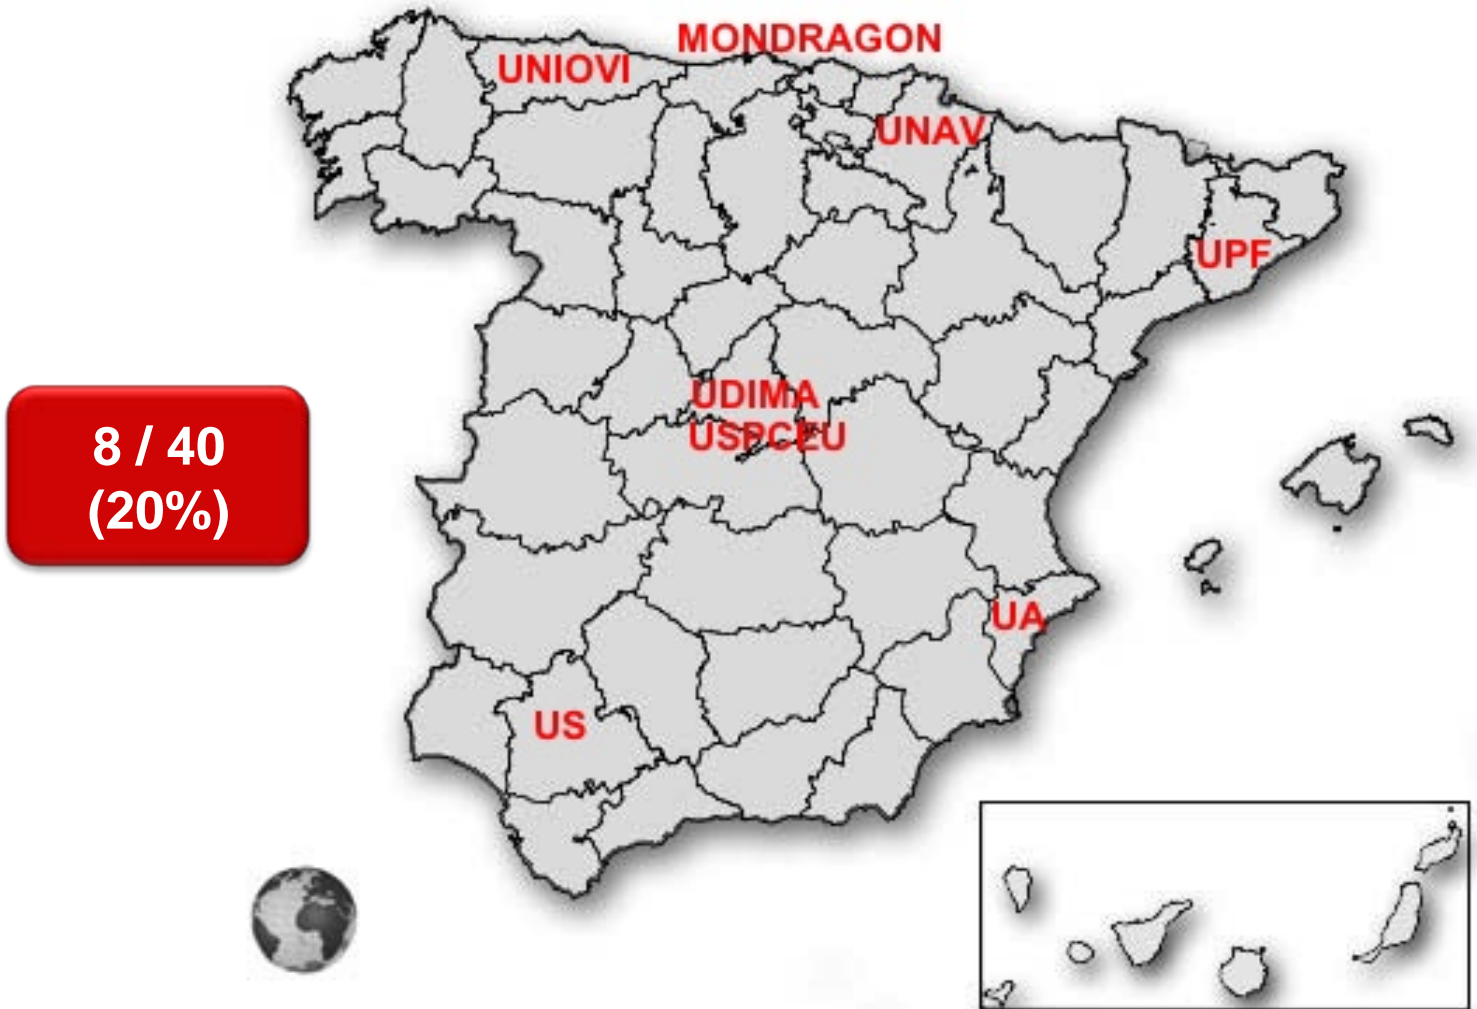 MONDRAGON
UNIOVI
UNAV
UPF
UDIMA
USPCEU
8 / 40
(20%)
UA
US